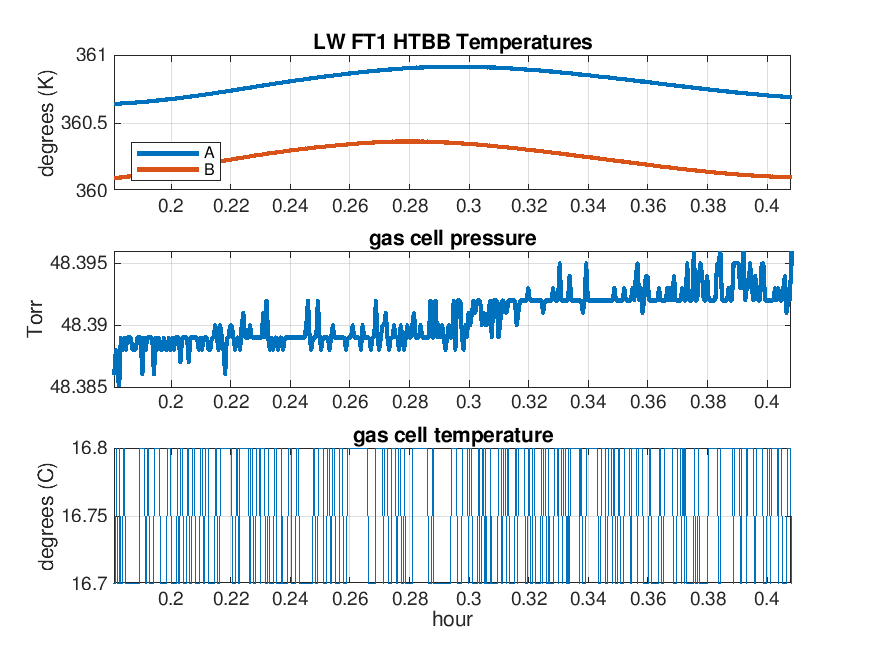 LW FT1 HTBB Temperatures
361
360.5
360
degrees (K)
A
B
0.2 0.22 0.24 0.26 0.28 0.3 0.32 0.34 0.36 0.38 0.4
gas cell pressure
48.395
48.39
48.385
Torr
0.2 0.22 0.24 0.26 0.28 0.3 0.32 0.34 0.36 0.38 0.4
gas cell temperature
16.8
16.75
16.7
degrees (C)
0.2 0.22 0.24 0.26 0.28 0.3 0.32 0.34 0.36 0.38 0.4
hour